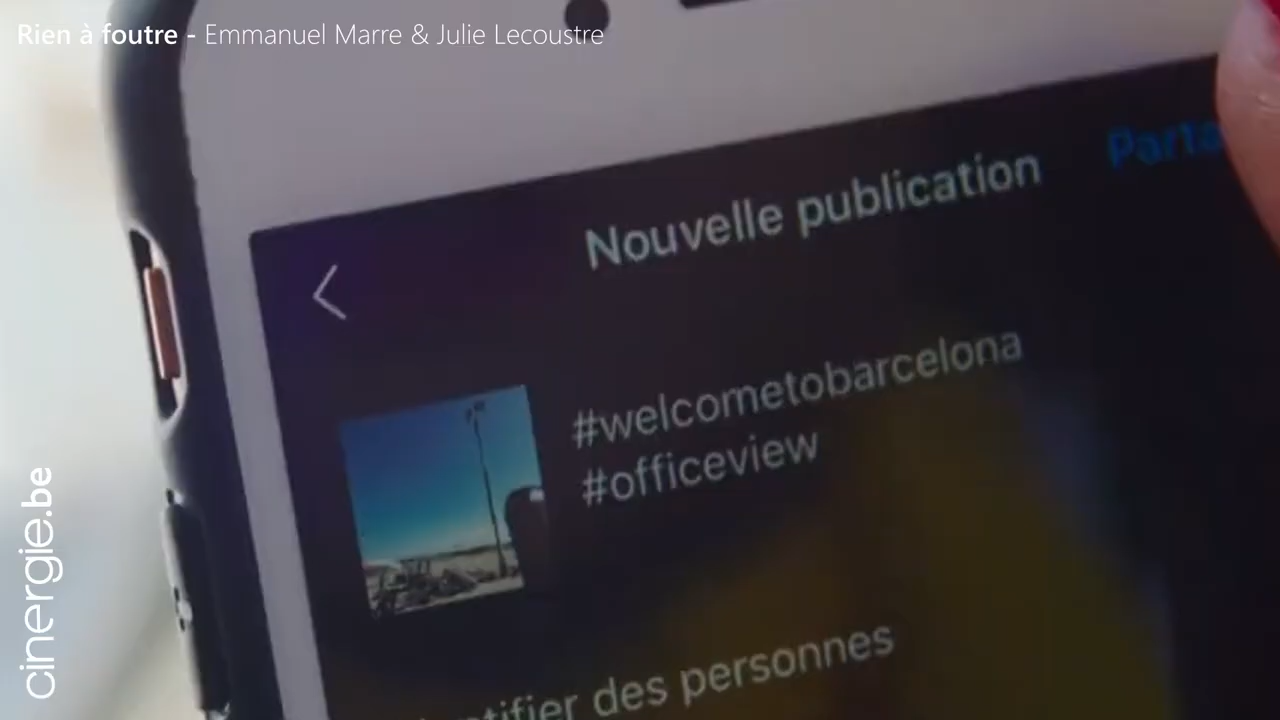 Rien à foutre - Emmanuel Marre & Julie Lecoustre
Nouvelle publication
#welcometobarcelona
#officeview
des personnes
cinergie.be